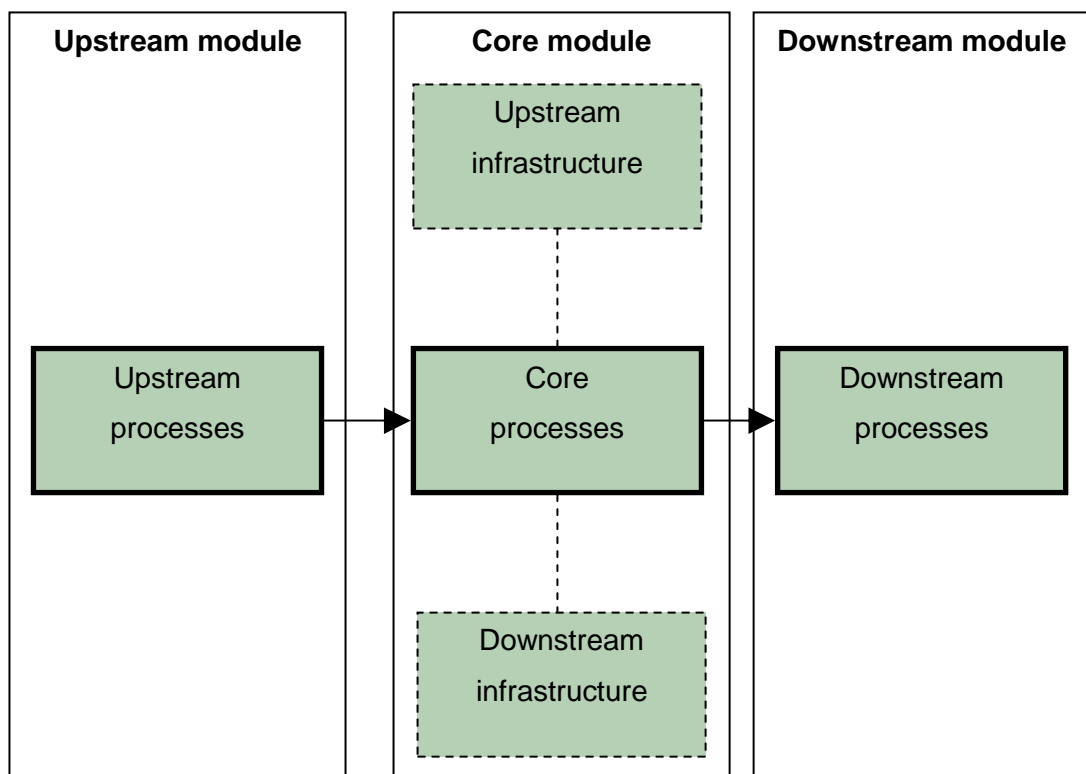 Upstream module
Core module
Downstream module
Upstream
infrastructure
Upstream
processes
Core
processes
Downstream
processes
Downstream
infrastructure